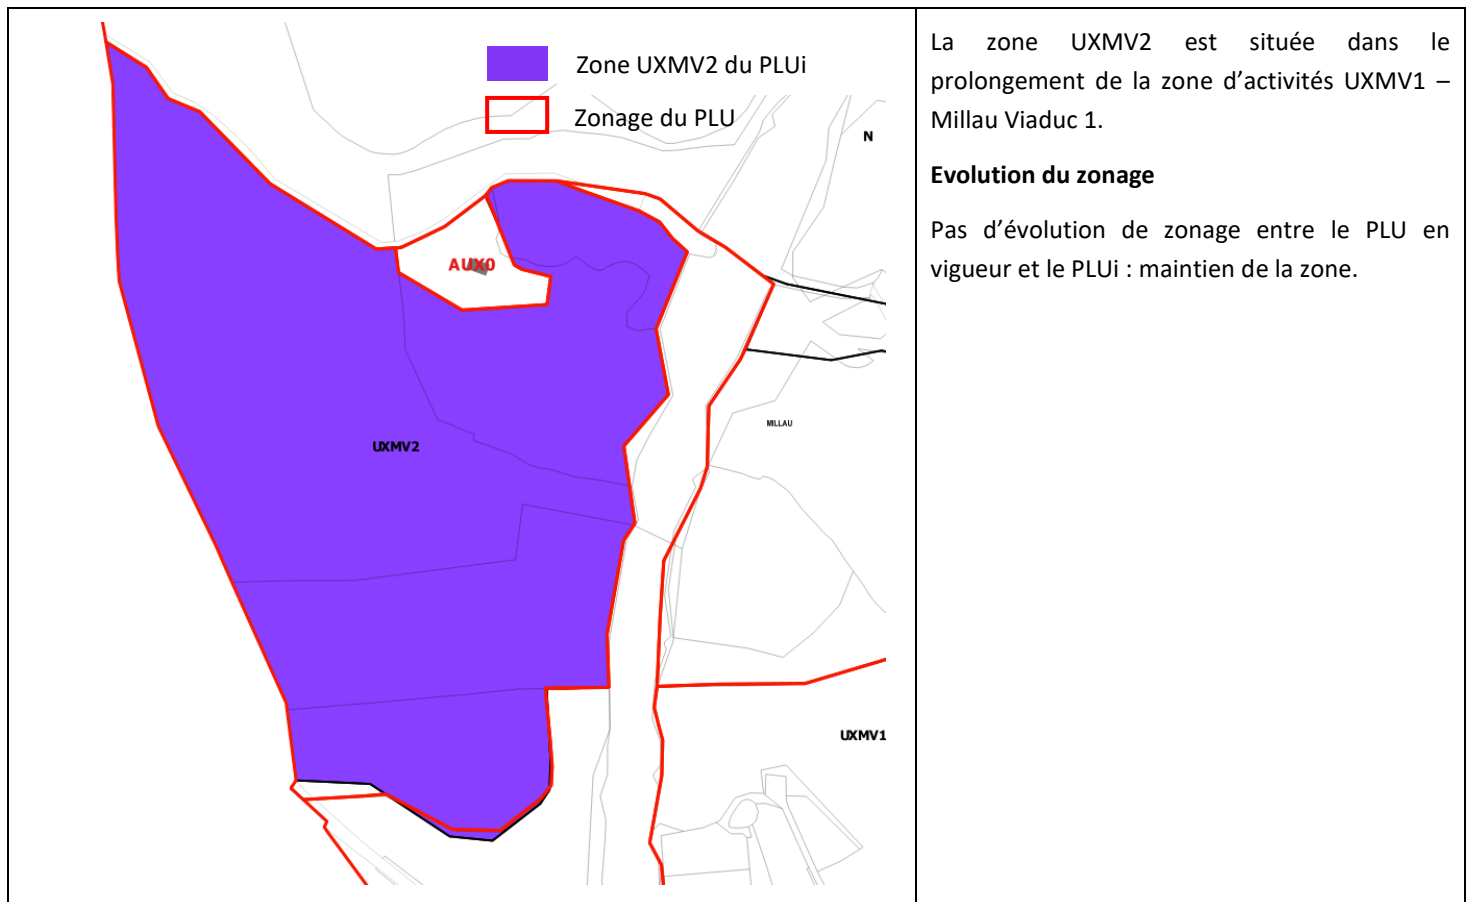 Zone UXMV2 du PLUi
Zonage du PLU
N
AUX0
UXMV2
MILLAU
UXMV1
La zone UXMV2 est située dans le
prolongement de la zone d’activités UXMV1 –
Millau Viaduc 1.
Evolution du zonage
Pas d’évolution de zonage entre le PLU en
vigueur et le PLUi : maintien de la zone.